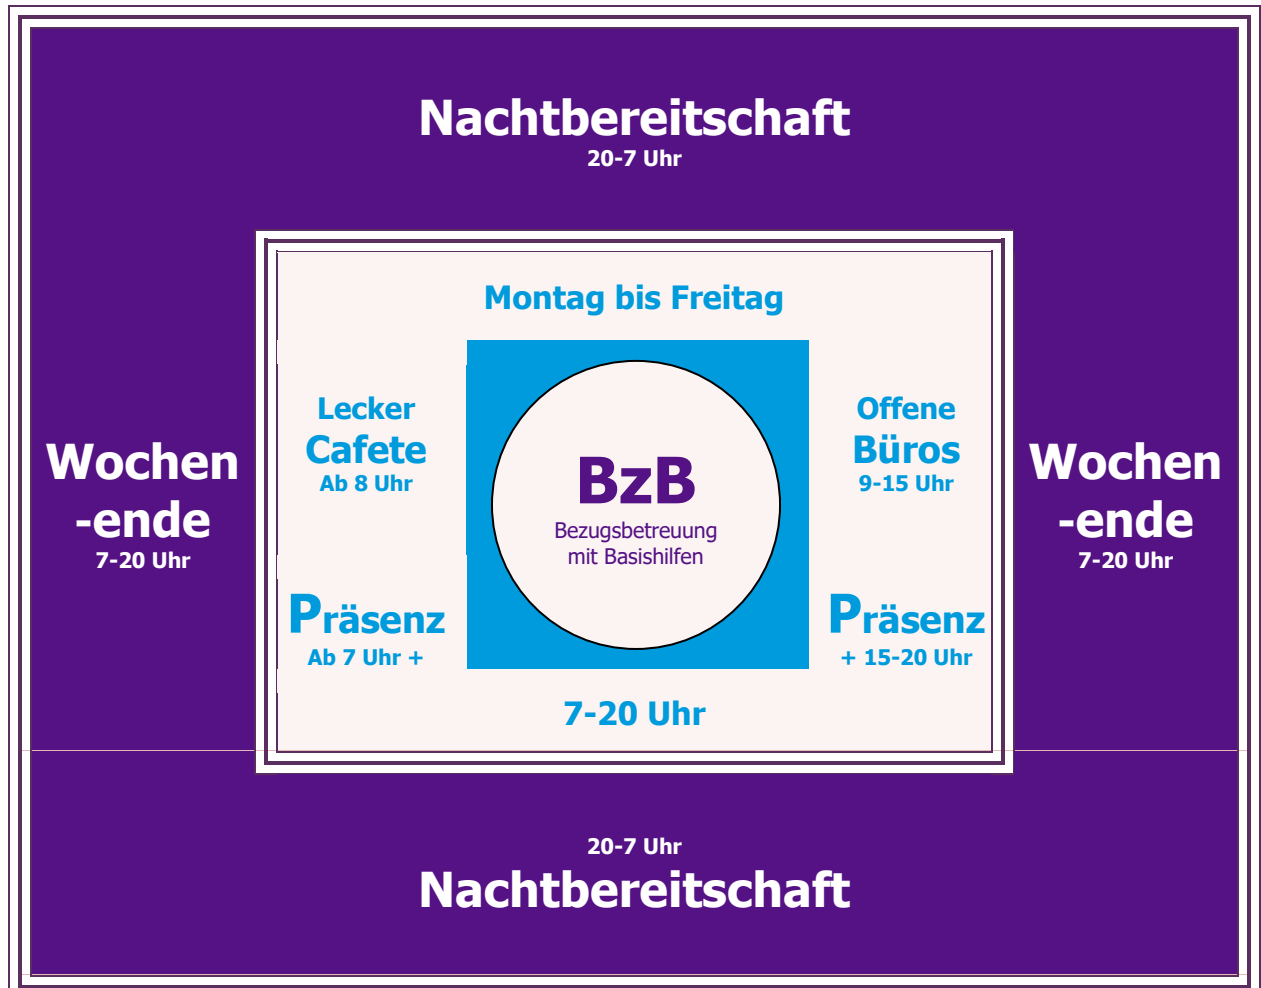 Nachtbereitschaft
20-7 Uhr
Montag bis Freitag
Wochen
-ende
7-20 Uhr
Lecker
Cafete
Ab 8 Uhr
Präsenz
Ab 7 Uhr +
BzB
Bezugsbetreuung
mit Basishilfen
Offene
Büros
9-15 Uhr
Präsenz
+ 15-20 Uhr
Wochen
-ende
7-20 Uhr
7-20 Uhr
20-7 Uhr
Nachtbereitschaft